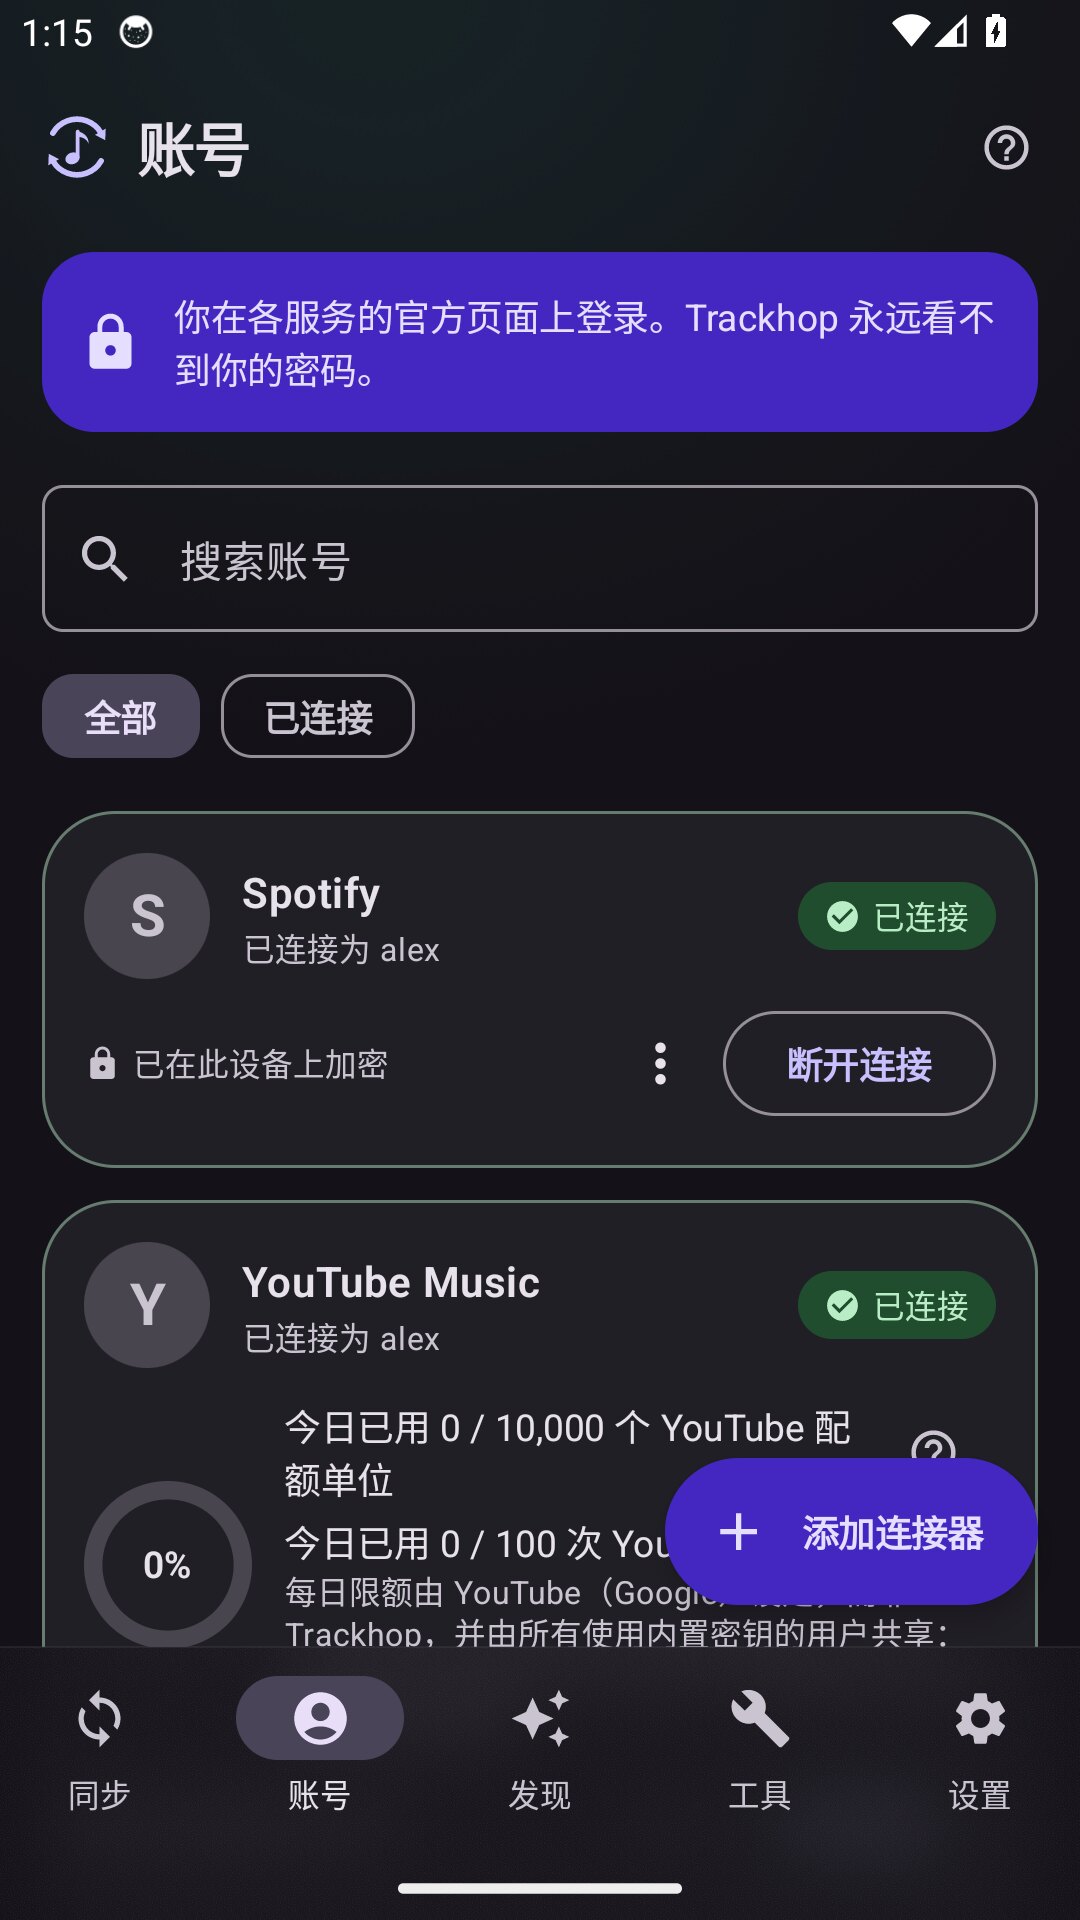 1:15
账号
你在各服务的官方页面上登录。Trackhop 永远看不
到你的密码。
搜索账号
全部
已连接
S
Spotify
已连接为 alex
已连接
已在此设备上加密
断开连接
Y
YouTube Music
已连接为 alex
已连接
今日已用 0 / 10,000 个 YouTube 配
额单位
0%
今日已用 0 / 100 次
添加连接器
每日限额由 YouTube（Google
Trackhop，并由所有使用内置密钥的用户共享：
同步
账号
发现
工具
设置